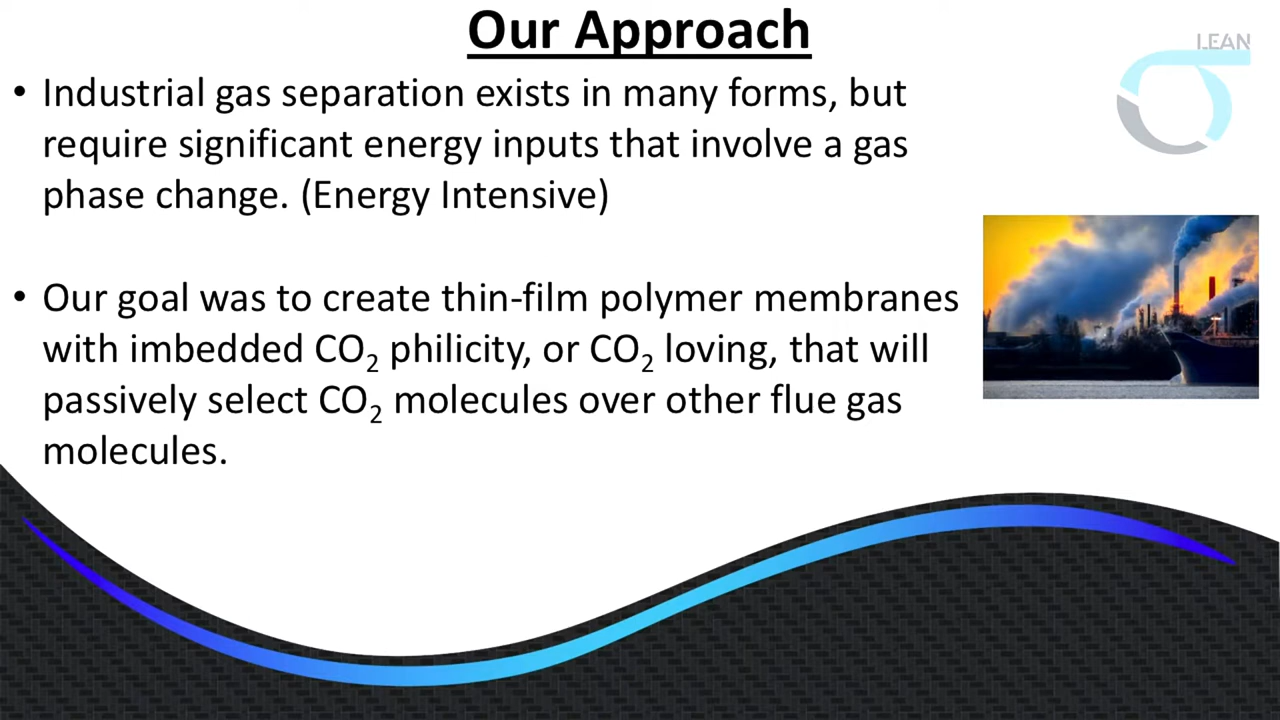 Our Approach
LEAN
• Industrial gas separation exists in many forms, but
require significant energy inputs that involve a gas
phase change. (Energy Intensive)
• Our goal was to create thin-film polymer membranes
with imbedded CO₂ philicity, or CO₂ loving, that will
passively select CO₂ molecules over other flue gas
molecules.